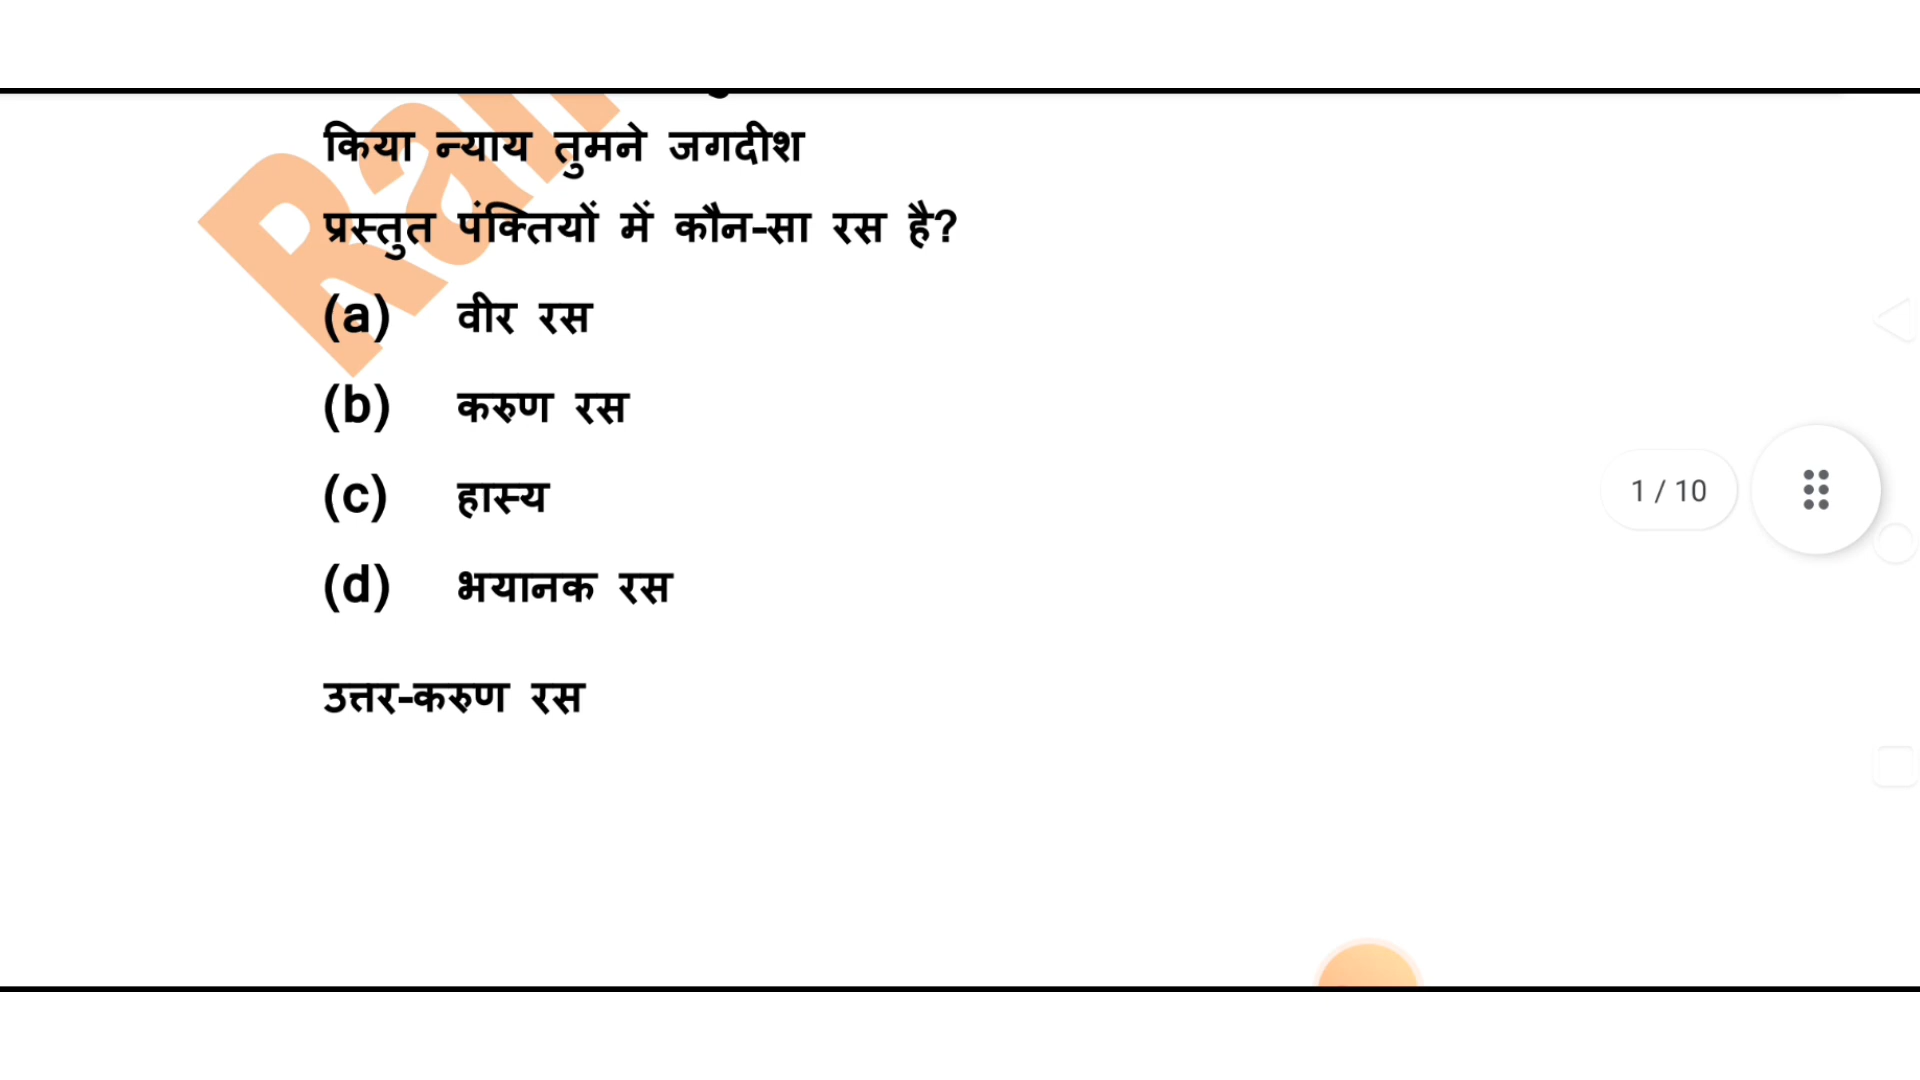 किया न्याय तुमने जगदीश
प्रस्तुत पंक्तियों में कौन-सा रस है?
(a) वीर रस
(b) करुण रस
(c) हास्य
(d) भयानक रस
1 / 10
उत्तर-करुण रस